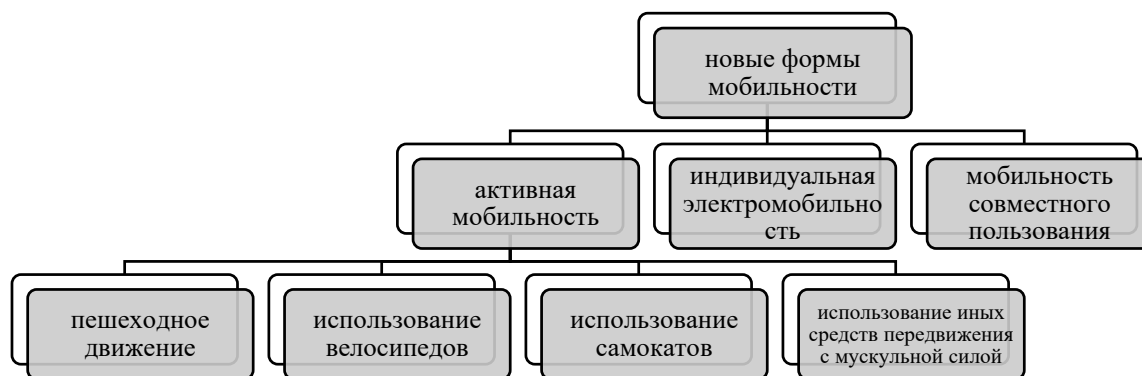 новые формы
мобильности
активная
мобильность
индивидуальная
электромобильно
сть
мобильность
совместного
пользования
пешеходное
движение
использование
велосипедов
использование
самокатов
использование иных
средств передвижения
с мускульной силой